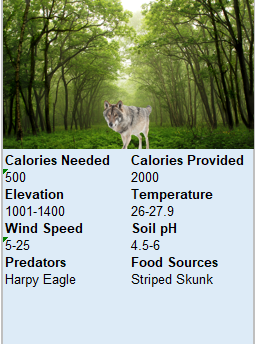 Calories Needed Calories Provided
500 2000
Elevation Temperature
1001-1400 26-27.9
Wind Speed Soil pH
5-25 4.5-6
Predators Food Sources
Harpy Eagle Striped Skunk